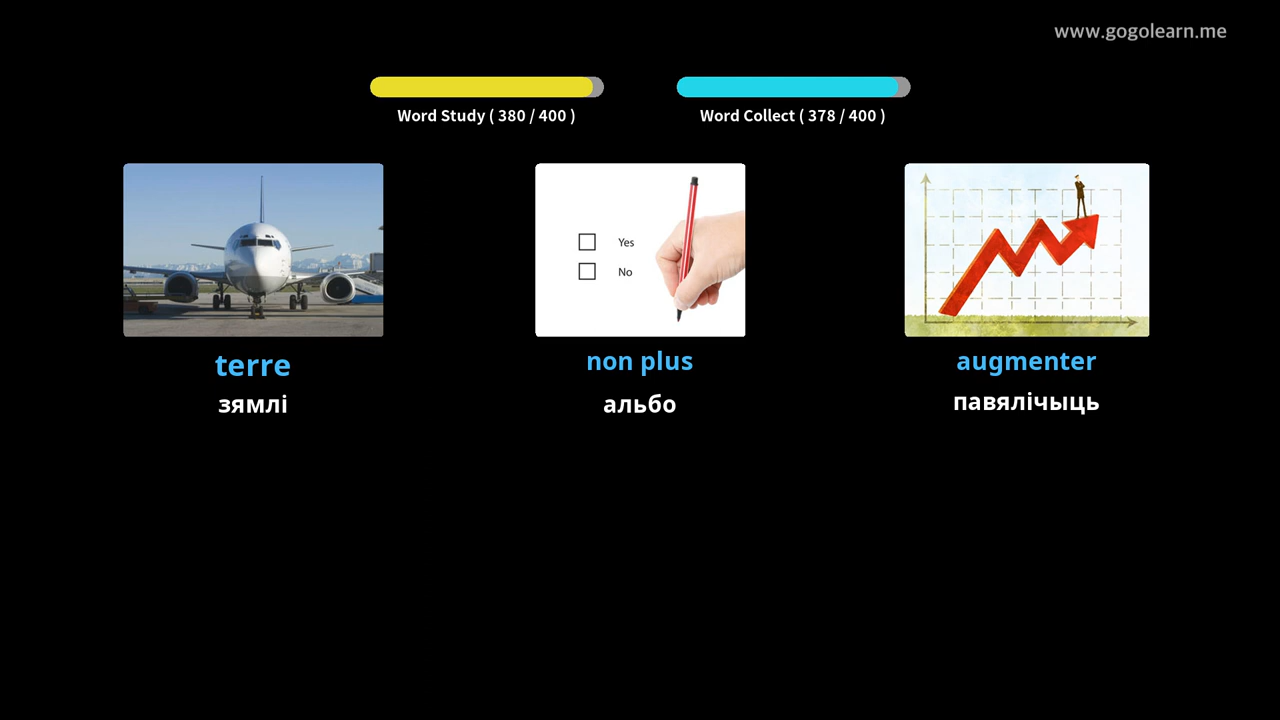 www.gogolearn.me
Word Study ( 380 / 400 )
Word Collect ( 378 / 400 )
Yes
No
terre
non plus
augmenter
зямлі
альбо
павялічыць